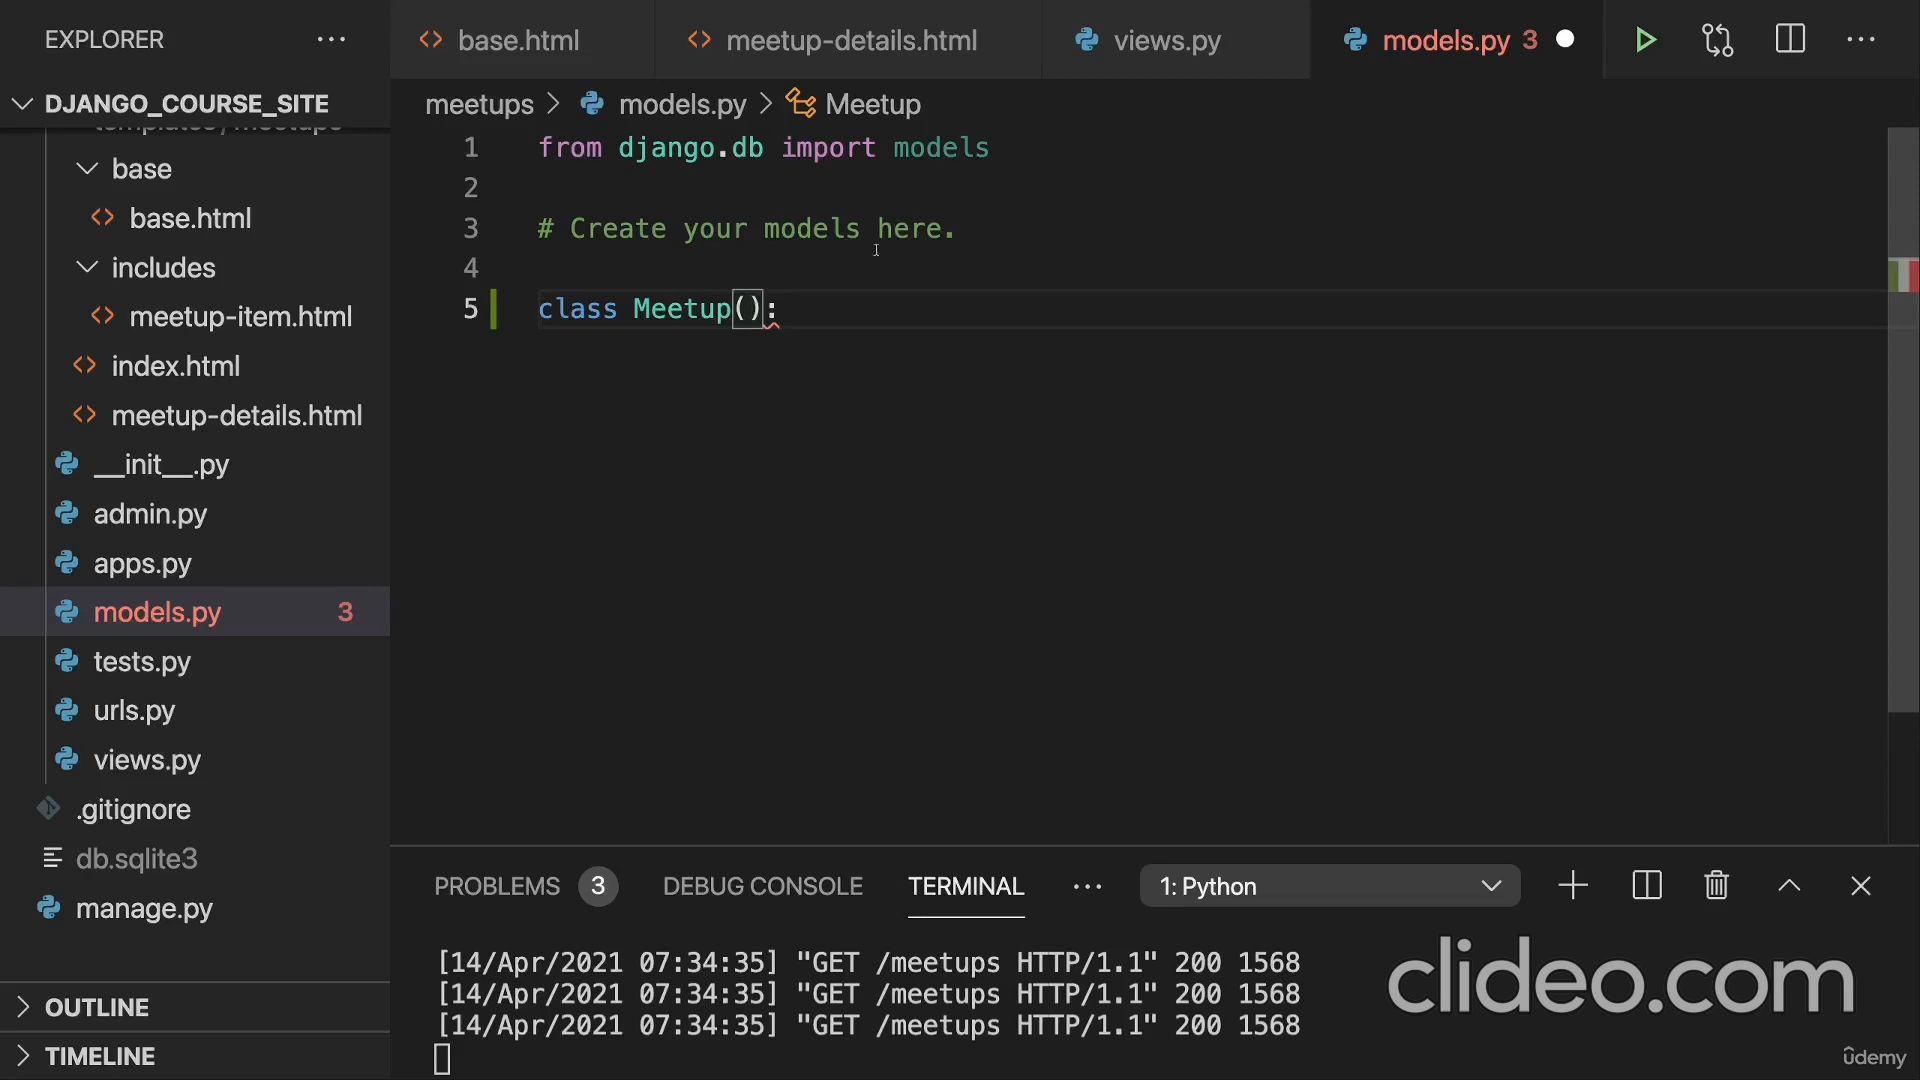 EXPLORER
DJANGO_COURSE_SITE
templates/meetups
base
base.html
includes
meetup-item.html
index.html
meetup-details.html
__init__.py
admin.py
apps.py
models.py 3
tests.py
urls.py
views.py
.gitignore
db.sqlite3
manage.py
OUTLINE
TIMELINE
base.html
meetup-details.html
views.py
models.py 3
meetups > models.py > Meetup
1 from django.db import models
2
3 # Create your models here.
4
5 class Meetup():
PROBLEMS 3 DEBUG CONSOLE TERMINAL 1: Python
[14/Apr/2021 07:34:35] "GET /meetups HTTP/1.1" 200 1568
[14/Apr/2021 07:34:35] "GET /meetups HTTP/1.1" 200 1568
[14/Apr/2021 07:34:35] "GET /meetups HTTP/1.1" 200 1568
clideo.com
ûdemy